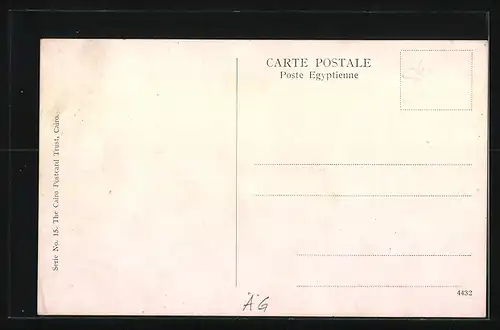 CARTE POSTALE
Poste Egyptienne
Serie No. 15. The Cairo Postcard Trust, Cairo.
4432
ÄG